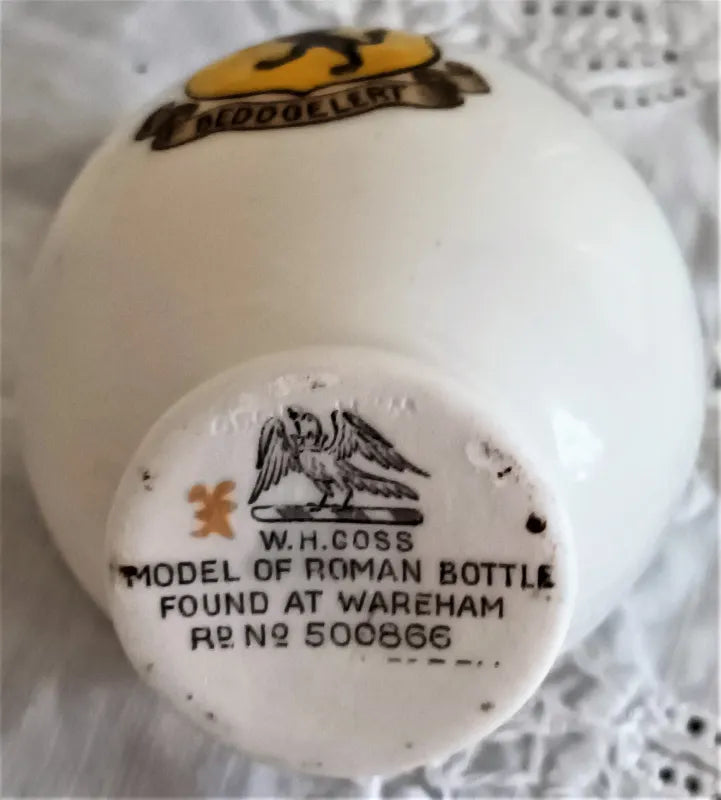 BEDDGELERT
W.H.GOSS
MODEL OF ROMAN BOTTLE
FOUND AT WAREHAM
Rᴰ Nº 500866